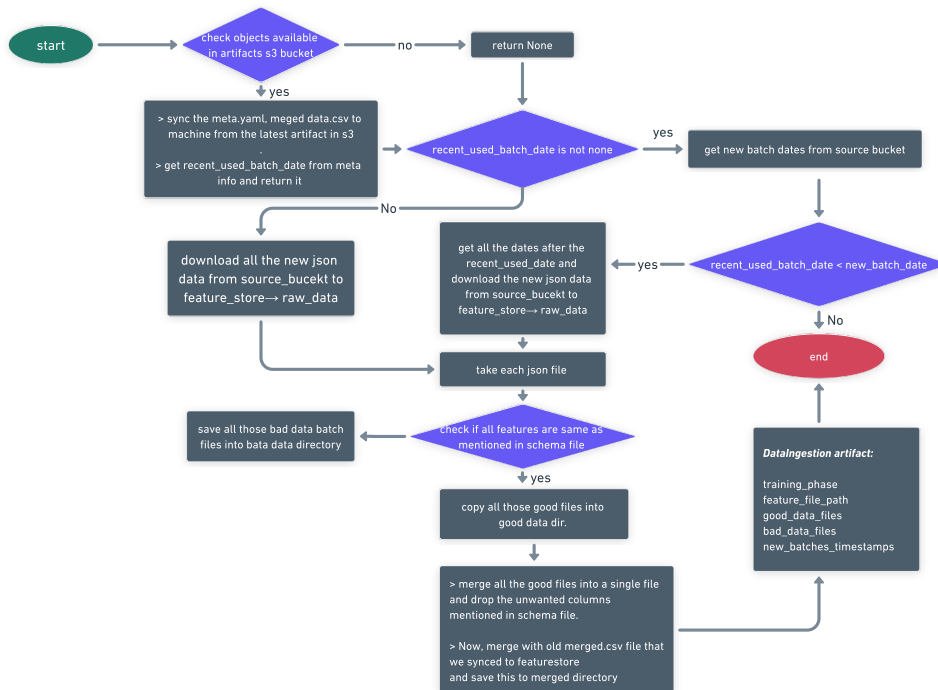 start
check objects available
in artifacts s3 bucket
no
return None
yes
> sync the meta.yaml, meged data.csv to
machine from the latest artifact in s3
.
> get recent_used_batch_date from meta
info and return it
recent_used_batch_date is not none
yes
get new batch dates from source bucket
No
download all the new json
data from source_bucekt to
feature_store→ raw_data
get all the dates after the
recent_used_date and
download the new json data
from source_bucekt to
feature_store→ raw_data
yes
recent_used_batch_date < new_batch_date
No
end
take each json file
save all those bad data batch
files into bata data directory
check if all features are same as
mentioned in schema file
yes
copy all those good files into
good data dir.
DataIngestion artifact:
training_phase
feature_file_path
good_data_files
bad_data_files
new_batches_timestamps
> merge all the good files into a single file
and drop the unwanted columns
mentioned in schema file.
> Now, merge with old merged.csv file that
we synced to featurestore
and save this to merged directory